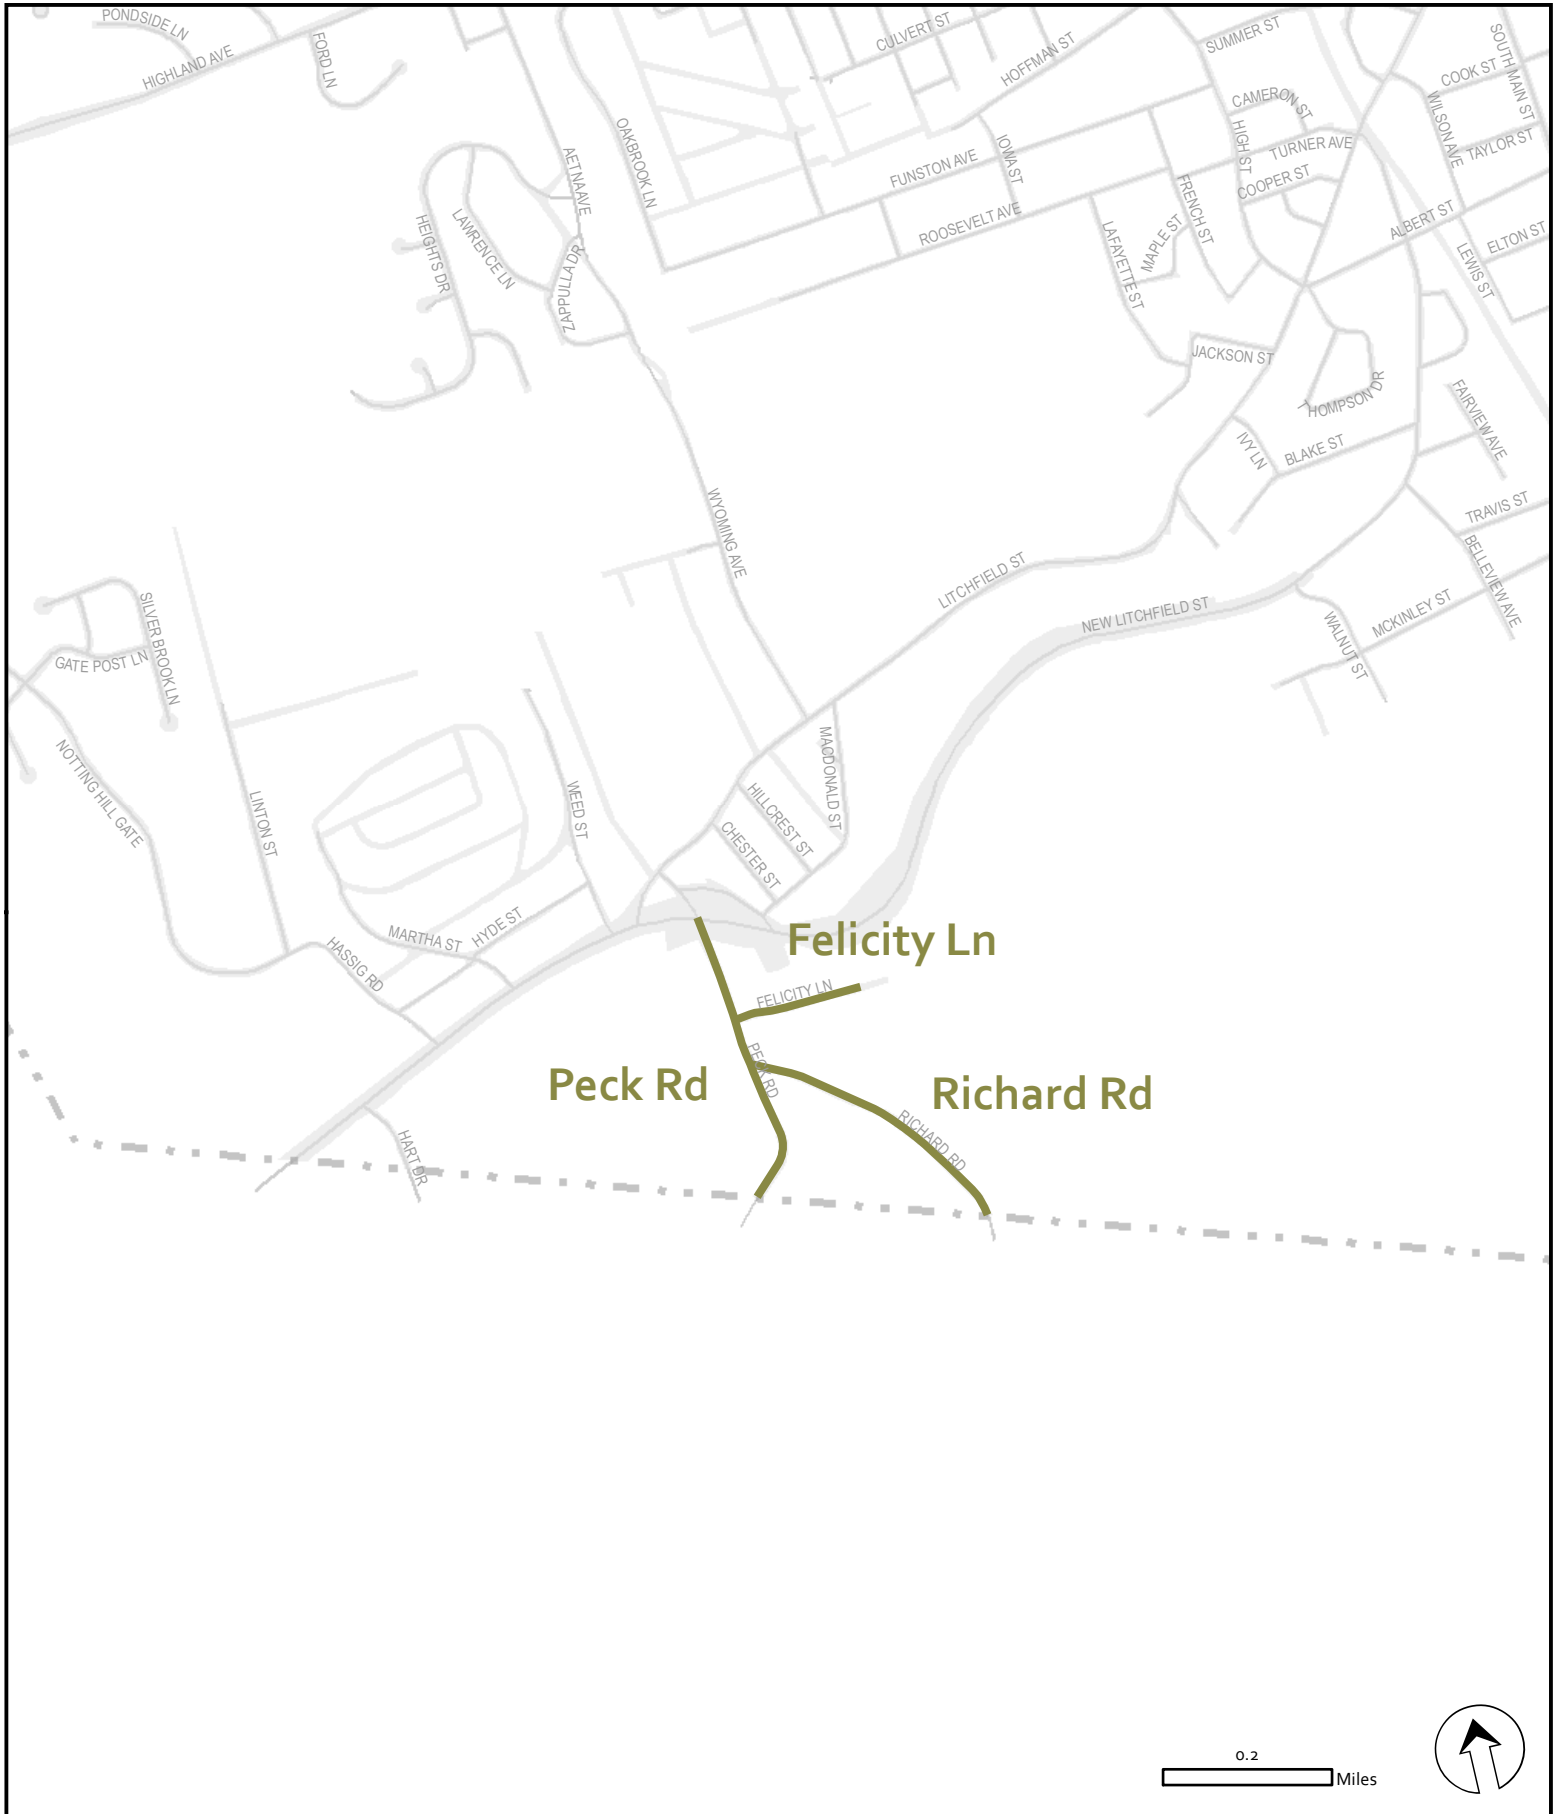 PONDSIDE LN
HIGHLAND AVE
FORD LN
CULVERT ST
HOFFMAN ST
SUMMER ST
SOUTH MAIN ST
COOK ST
CAMERON ST
WILSON AVE
TAYLOR ST
HIGH ST
TURNER AVE
OAKBROOK LN
AETNA AVE
IOWA ST
FUNSTON AVE
FRENCH ST
COOPER ST
ROOSEVELT AVE
ALBERT ST
ELTON ST
LEWIS ST
MAPLE ST
LAFAYETTE ST
LAWRENCE LN
HEIGHTS DR
ZAPPULLA DR
JACKSON ST
THOMPSON DR
FAIRVIEW AVE
IVY LN
BLAKE ST
TRAVIS ST
WYOMING AVE
BELLEVIEW AVE
LITCHFIELD ST
NEW LITCHFIELD ST
MCKINLEY ST
WALNUT ST
SILVER BROOK LN
GATE POST LN
NOTTING HILL GATE
LINTON ST
WEED ST
MACDONALD ST
HILLCREST ST
CHESTER ST
HYDE ST
MARTHA ST
HASSIG RD
Felicity Ln
FELICITY LN
PECK RD
Peck Rd
Richard Rd
RICHARD RD
HART DR
0.2
Miles